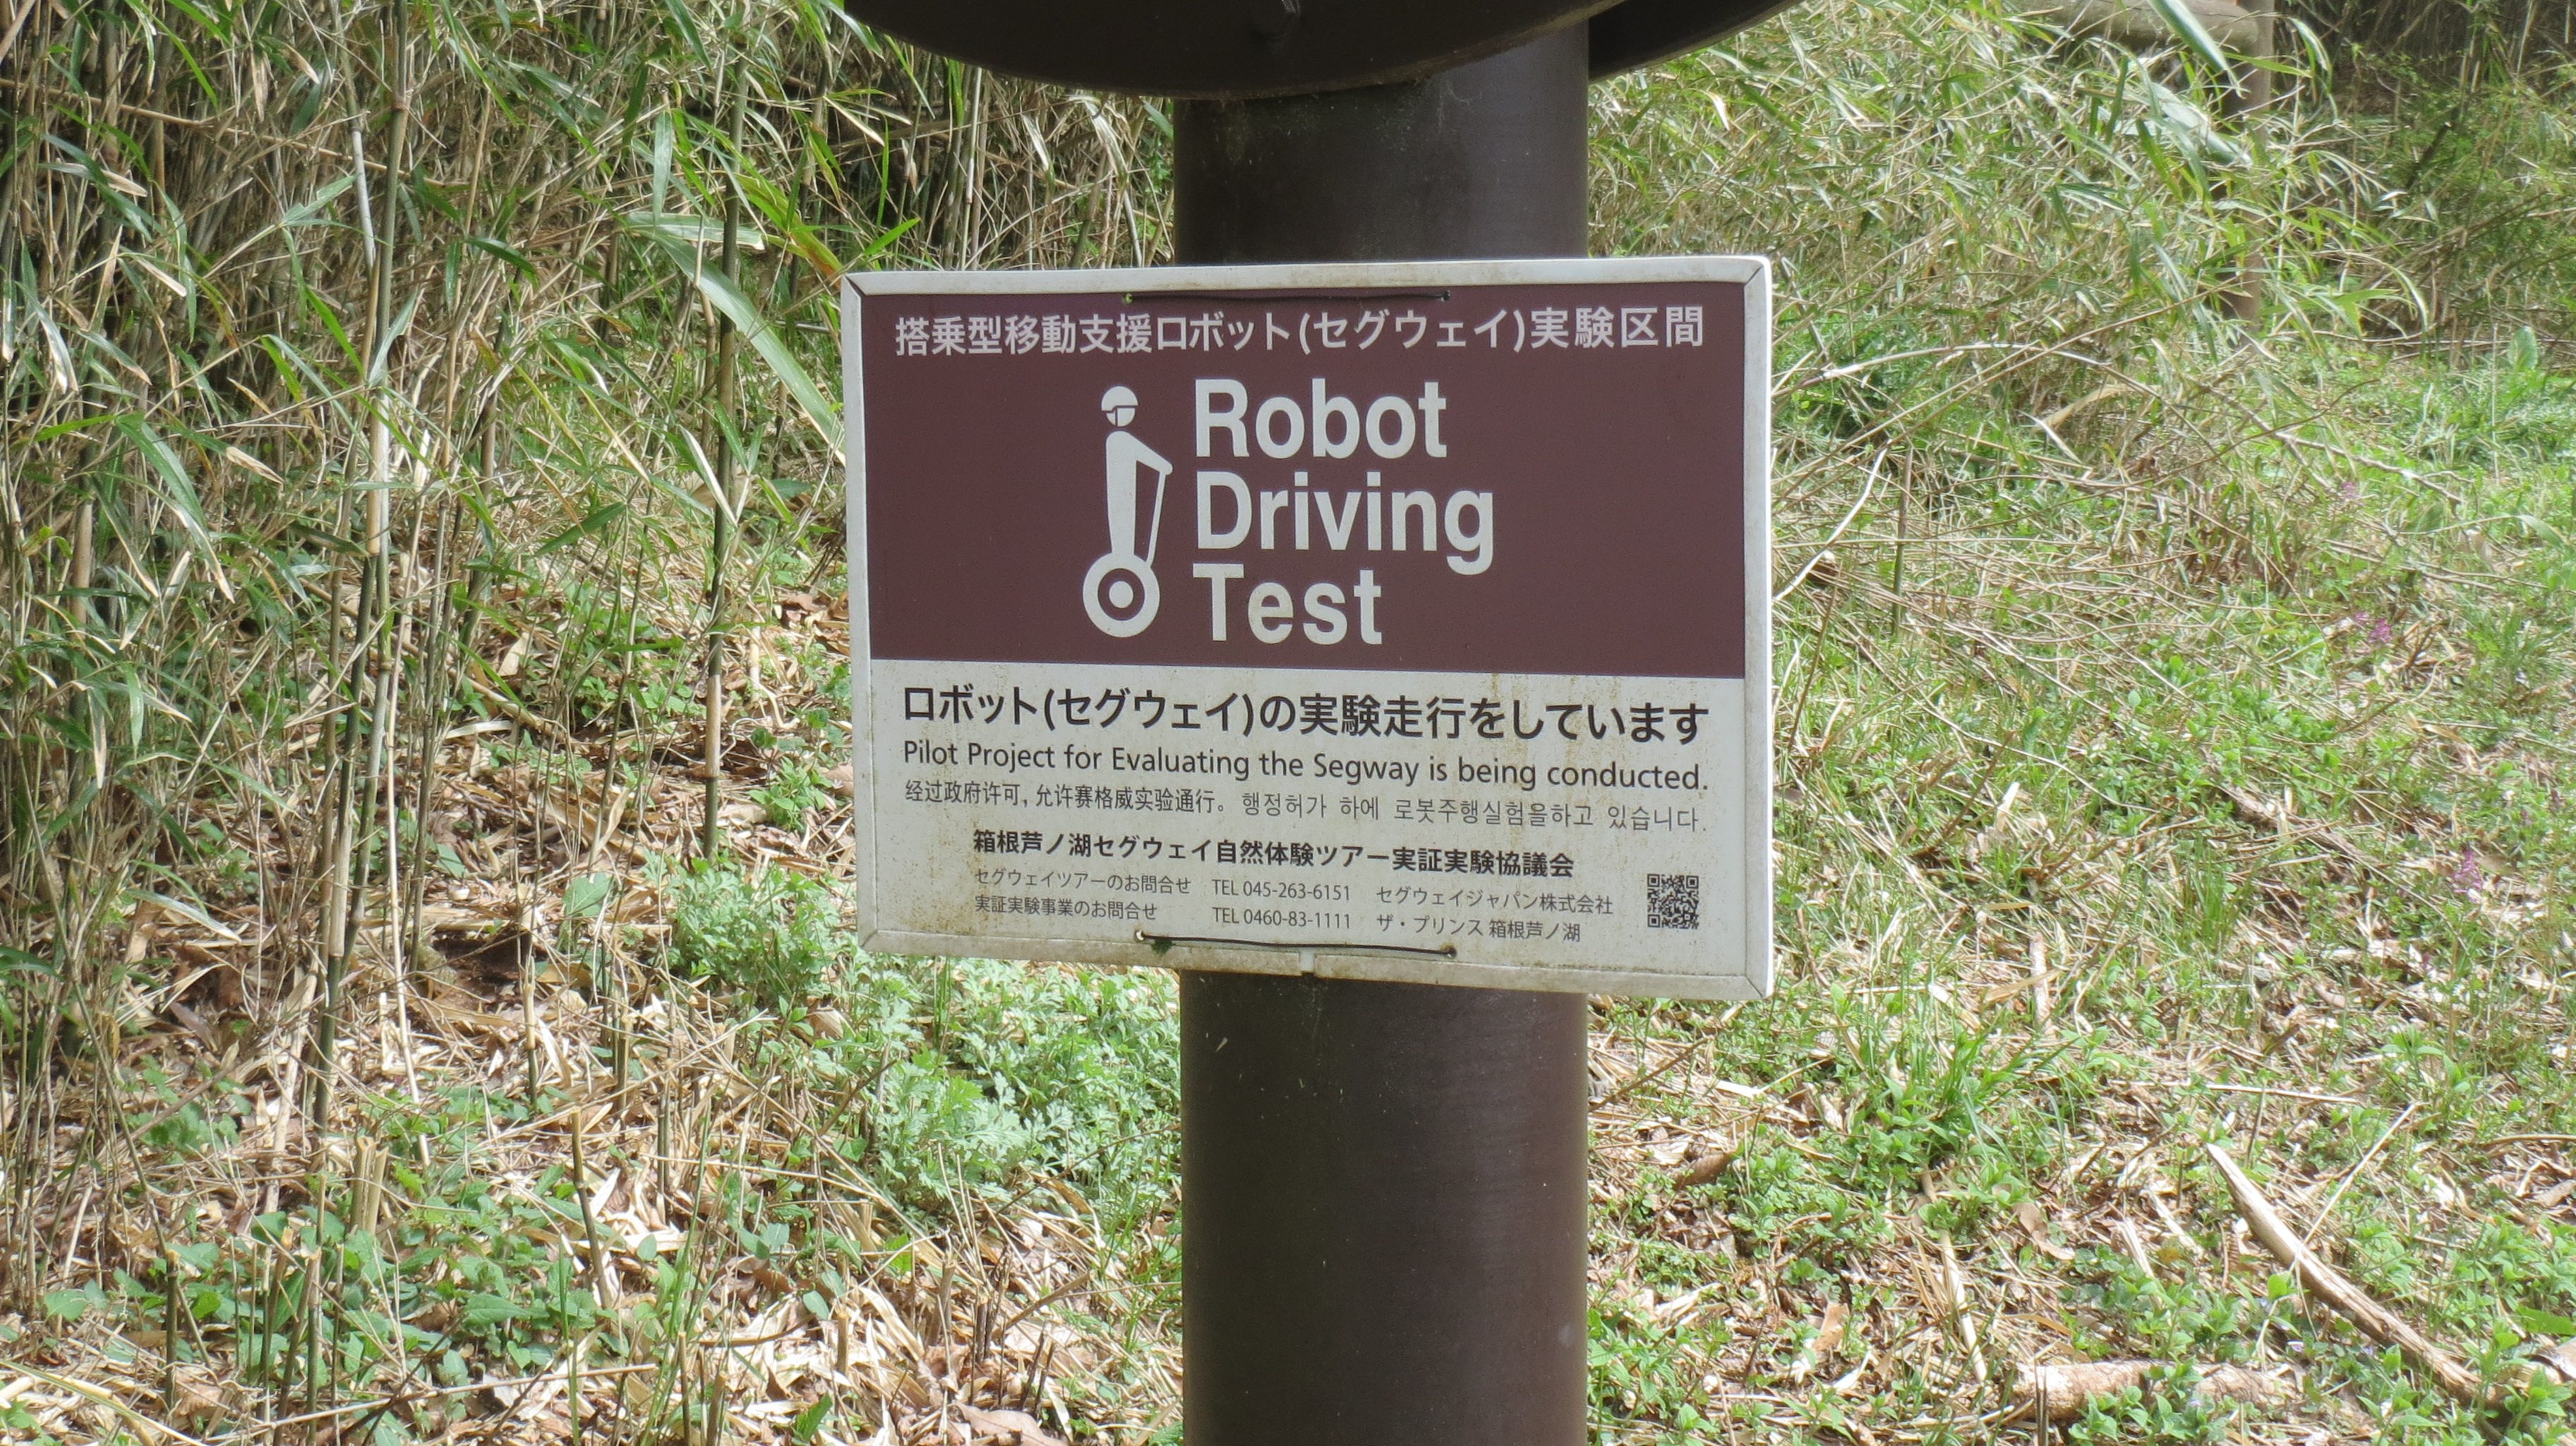 搭乗型移動支援ロボット(セグウェイ)実験区間
Robot
Driving
Test
ロボット(セグウェイ)の実験走行をしています
Pilot Project for Evaluating the Segway is being conducted.
经过政府许可, 允许赛格威实验通行。 행정허가 하에 로봇주행실험을하고 있습니다.
箱根芦ノ湖セグウェイ自然体験ツアー実証実験協議会
セグウェイツアーのお問合せ TEL 045-263-6151 セグウェイジャパン株式会社
実証実験事業のお問合せ TEL 0460-83-1111 ザ・プリンス 箱根芦ノ湖